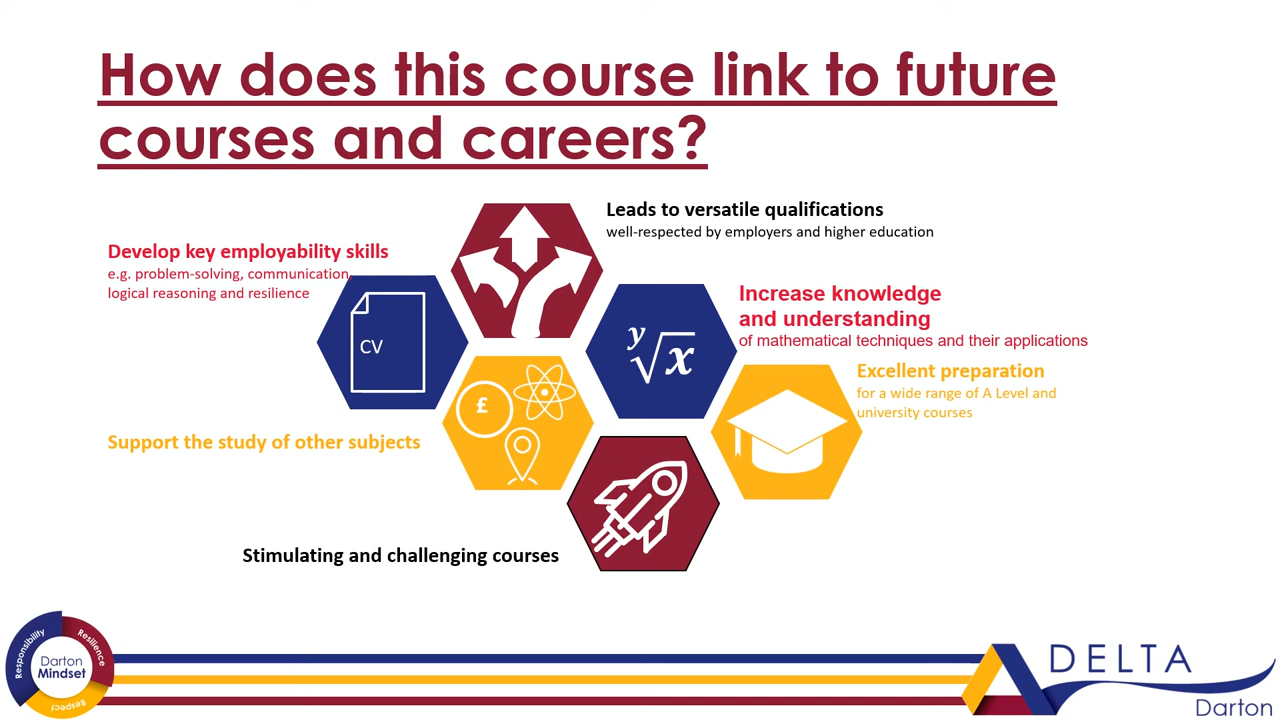 How does this course link to future
courses and careers?
Leads to versatile qualifications
well-respected by employers and higher education
Develop key employability skills
e.g. problem-solving, communication,
logical reasoning and resilience
Increase knowledge
and understanding
of mathematical techniques and their applications
CV
y√x
Excellent preparation
for a wide range of A Level and
university courses
£
Support the study of other subjects
Stimulating and challenging courses
Responsibility
Resilience
Respect
Darton
Mindset
DELTA
Darton